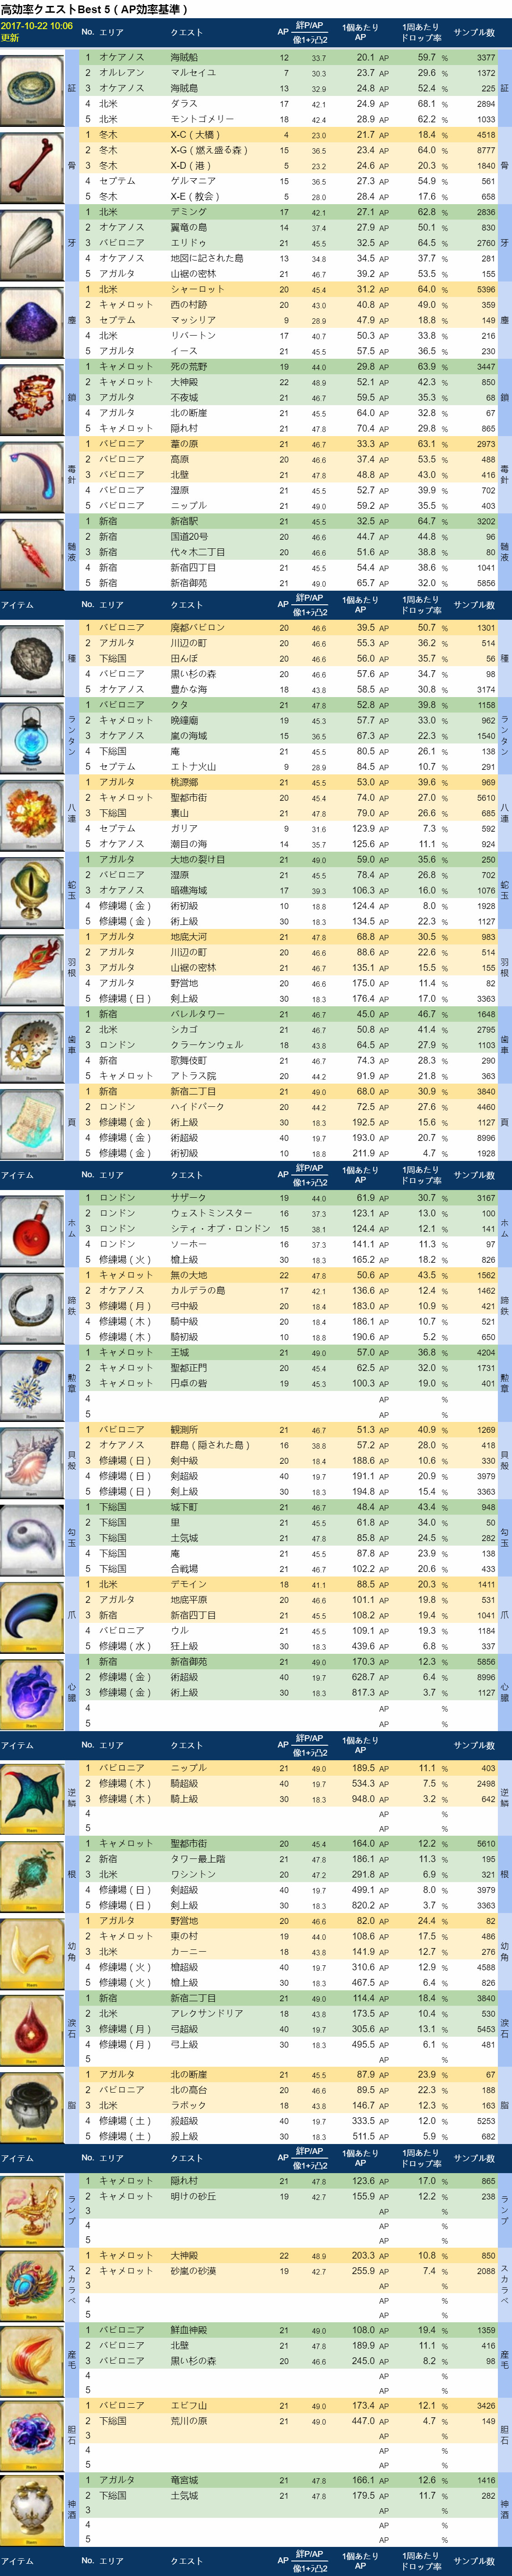 高効率クエストBest 5（AP効率基準）
2017-10-22 10:06 更新
No. エリア クエスト AP 絆P/AP 像1+ラ凸2 1個あたりAP 1周あたりドロップ率 サンプル数
証
1 オケアノス 海賊船 12 33.7 20.1 AP 59.7 % 3377
2 オルレアン マルセイユ 7 30.3 23.7 AP 29.6 % 1372
3 オケアノス 海賊島 13 32.9 24.8 AP 52.4 % 225
4 北米 ダラス 17 42.1 24.9 AP 68.1 % 2894
5 北米 モントゴメリー 18 42.4 28.9 AP 62.2 % 1033
骨
1 冬木 X-C（大橋） 4 23.0 21.7 AP 18.4 % 4518
2 冬木 X-G（燃え盛る森） 15 36.5 23.4 AP 64.0 % 8777
3 冬木 X-D（港） 5 23.2 24.6 AP 20.3 % 1840
4 セプテム ゲルマニア 15 36.5 27.3 AP 54.9 % 561
5 冬木 X-E（教会） 5 28.0 28.4 AP 17.6 % 658
牙
1 北米 デミング 17 42.1 27.1 AP 62.8 % 2836
2 オケアノス 翼竜の島 14 37.4 27.9 AP 50.1 % 830
3 バビロニア エリドゥ 21 45.5 32.5 AP 64.5 % 2760
4 オケアノス 地図に記された島 13 34.8 34.5 AP 37.7 % 281
5 アガルタ 山裾の密林 21 46.7 39.2 AP 53.5 % 155
塵
1 北米 シャーロット 20 45.4 31.2 AP 64.0 % 5396
2 キャメロット 西の村跡 20 43.0 40.8 AP 49.0 % 359
3 セプテム マッシリア 9 28.9 47.9 AP 18.8 % 149
4 北米 リバートン 17 40.7 50.3 AP 33.8 % 216
5 アガルタ イース 21 45.5 57.5 AP 36.5 % 230
鎖
1 キャメロット 死の荒野 19 44.0 29.8 AP 63.9 % 3447
2 キャメロット 大神殿 22 48.9 52.1 AP 42.3 % 850
3 アガルタ 不夜城 21 46.7 59.5 AP 35.3 % 68
4 アガルタ 北の断崖 21 45.5 64.0 AP 32.8 % 67
5 キャメロット 隠れ村 21 47.8 70.4 AP 29.8 % 865
毒針
1 バビロニア 葦の原 21 46.7 33.3 AP 63.1 % 2973
2 バビロニア 高原 20 46.6 37.4 AP 53.5 % 488
3 バビロニア 北壁 21 47.8 48.8 AP 43.0 % 416
4 バビロニア 湿原 21 45.5 52.7 AP 39.9 % 702
5 バビロニア ニップル 21 49.0 59.2 AP 35.5 % 403
髄液
1 新宿 新宿駅 21 45.5 32.5 AP 64.7 % 3202
2 新宿 国道20号 20 46.6 44.7 AP 44.8 % 96
3 新宿 代々木二丁目 20 46.6 51.6 AP 38.8 % 80
4 新宿 新宿四丁目 21 45.5 54.4 AP 38.6 % 1041
5 新宿 新宿御苑 21 49.0 65.7 AP 32.0 % 5856
アイテム No. エリア クエスト AP 絆P/AP 像1+ラ凸2 1個あたりAP 1周あたりドロップ率 サンプル数
種
1 バビロニア 廃都バビロン 20 46.6 39.5 AP 50.7 % 1301
2 アガルタ 川辺の町 20 46.6 55.3 AP 36.2 % 514
3 下総国 田んぼ 20 46.6 56.0 AP 35.7 % 56
4 バビロニア 黒い杉の森 20 46.6 57.6 AP 34.7 % 98
5 オケアノス 豊かな海 18 43.8 58.5 AP 30.8 % 3174
ランタン
1 バビロニア クタ 21 47.8 52.8 AP 39.8 % 1158
2 キャメロット 晩鐘廟 19 45.3 57.7 AP 33.0 % 962
3 オケアノス 嵐の海域 15 36.5 67.3 AP 22.3 % 1540
4 下総国 庵 21 45.5 80.5 AP 26.1 % 138
5 セプテム エトナ火山 9 28.9 84.5 AP 10.7 % 291
八連
1 アガルタ 桃源郷 21 45.5 53.0 AP 39.6 % 969
2 キャメロット 聖都市街 20 45.4 74.0 AP 27.0 % 5610
3 下総国 裏山 21 47.8 79.0 AP 26.6 % 685
4 セプテム ガリア 9 31.6 123.9 AP 7.3 % 592
5 オケアノス 潮目の海 14 35.7 125.6 AP 11.1 % 924
蛇玉
1 アガルタ 大地の裂け目 21 49.0 59.0 AP 35.6 % 250
2 バビロニア 湿原 21 45.5 78.4 AP 26.8 % 702
3 オケアノス 暗礁海域 17 39.3 106.3 AP 16.0 % 1076
4 修練場（金） 術初級 10 18.8 124.4 AP 8.0 % 1928
5 修練場（金） 術上級 30 18.3 134.5 AP 22.3 % 1127
羽根
1 アガルタ 地底大河 21 47.8 68.8 AP 30.5 % 983
2 アガルタ 川辺の町 20 46.6 88.6 AP 22.6 % 514
3 アガルタ 山裾の密林 21 46.7 135.1 AP 15.5 % 155
4 アガルタ 野営地 20 46.6 175.0 AP 11.4 % 82
5 修練場（日） 剣上級 30 18.3 176.4 AP 17.0 % 3363
歯車
1 新宿 バレルタワー 21 46.7 45.0 AP 46.7 % 1648
2 北米 シカゴ 21 46.7 50.8 AP 41.4 % 2795
3 ロンドン クラーケンウェル 18 43.8 64.5 AP 27.9 % 1103
4 新宿 歌舞伎町 21 46.7 74.3 AP 28.3 % 290
5 キャメロット アトラス院 20 44.2 91.9 AP 21.8 % 363
頁
1 新宿 新宿二丁目 21 49.0 68.0 AP 30.9 % 3840
2 ロンドン ハイドパーク 20 44.2 72.5 AP 27.6 % 4460
3 修練場（金） 術上級 30 18.3 192.5 AP 15.6 % 1127
4 修練場（金） 術超級 40 19.7 193.0 AP 20.7 % 8996
5 修練場（金） 術初級 10 18.8 211.9 AP 4.7 % 1928
アイテム No. エリア クエスト AP 絆P/AP 像1+ラ凸2 1個あたりAP 1周あたりドロップ率 サンプル数
ホム
1 ロンドン サザーク 19 44.0 61.9 AP 30.7 % 3167
2 ロンドン ウェストミンスター 16 37.3 123.1 AP 13.0 % 100
3 ロンドン シティ・オブ・ロンドン 15 38.1 124.4 AP 12.1 % 141
4 ロンドン ソーホー 16 37.3 141.1 AP 11.3 % 97
5 修練場（火） 槍上級 30 18.3 165.2 AP 18.2 % 826
蹄鉄
1 キャメロット 無の大地 22 47.8 50.6 AP 43.5 % 1562
2 オケアノス カルデラの島 17 42.1 136.6 AP 12.4 % 1462
3 修練場（月） 弓中級 20 18.4 183.0 AP 10.9 % 421
4 修練場（木） 騎中級 20 18.4 186.1 AP 10.7 % 521
5 修練場（木） 騎初級 10 18.8 190.6 AP 5.2 % 650
勲章
1 キャメロット 王城 21 49.0 57.0 AP 36.8 % 4204
2 キャメロット 聖都正門 20 45.4 62.5 AP 32.0 % 1731
3 キャメロット 円卓の砦 19 45.3 100.3 AP 19.0 % 401
4 AP %
5 AP %
貝殻
1 バビロニア 観測所 21 46.7 51.3 AP 40.9 % 1269
2 オケアノス 群島（隠された島） 16 38.8 57.2 AP 28.0 % 418
3 修練場（日） 剣中級 20 18.4 188.6 AP 10.6 % 330
4 修練場（日） 剣超級 40 19.7 191.1 AP 20.9 % 3979
5 修練場（日） 剣上級 30 18.3 194.8 AP 15.4 % 3363
勾玉
1 下総国 城下町 21 46.7 48.4 AP 43.4 % 948
2 下総国 里 21 45.5 61.8 AP 34.0 % 50
3 下総国 土気城 21 47.8 85.8 AP 24.5 % 282
4 下総国 庵 21 45.5 87.8 AP 23.9 % 138
5 下総国 合戦場 21 46.7 102.2 AP 20.6 % 433
爪
1 北米 デモイン 18 41.1 88.5 AP 20.3 % 1411
2 アガルタ 地底平原 20 46.6 101.1 AP 19.8 % 531
3 新宿 新宿四丁目 21 45.5 108.2 AP 19.4 % 1041
4 バビロニア ウル 21 45.5 109.1 AP 19.3 % 1184
5 修練場（水） 狂上級 30 18.3 439.6 AP 6.8 % 337
心臓
1 新宿 新宿御苑 21 49.0 170.3 AP 12.3 % 5856
2 修練場（金） 術超級 40 19.7 628.7 AP 6.4 % 8996
3 修練場（金） 術上級 30 18.3 817.3 AP 3.7 % 1127
4 AP %
5 AP %
アイテム No. エリア クエスト AP 絆P/AP 像1+ラ凸2 1個あたりAP 1周あたりドロップ率 サンプル数
逆鱗
1 バビロニア ニップル 21 49.0 189.5 AP 11.1 % 403
2 修練場（木） 騎超級 40 19.7 534.3 AP 7.5 % 2498
3 修練場（木） 騎上級 30 18.3 948.0 AP 3.2 % 642
4 AP %
5 AP %
根
1 キャメロット 聖都市街 20 45.4 164.0 AP 12.2 % 5610
2 新宿 タワー最上階 21 47.8 186.1 AP 11.3 % 195
3 北米 ワシントン 20 47.2 291.8 AP 6.9 % 321
4 修練場（日） 剣超級 40 19.7 499.1 AP 8.0 % 3979
5 修練場（日） 剣上級 30 18.3 820.2 AP 3.7 % 3363
幼角
1 アガルタ 野営地 20 46.6 82.0 AP 24.4 % 82
2 キャメロット 東の村 19 44.0 108.6 AP 17.5 % 486
3 北米 カーニー 18 43.8 141.9 AP 12.7 % 276
4 修練場（火） 槍超級 40 19.7 310.6 AP 12.9 % 4588
5 修練場（火） 槍上級 30 18.3 467.5 AP 6.4 % 826
涙石
1 新宿 新宿二丁目 21 49.0 114.4 AP 18.4 % 3840
2 北米 アレクサンドリア 18 43.8 173.5 AP 10.4 % 530
3 修練場（月） 弓超級 40 19.7 305.6 AP 13.1 % 5453
4 修練場（月） 弓上級 30 18.3 495.5 AP 6.1 % 481
5 AP %
脂
1 アガルタ 北の断崖 21 45.5 87.9 AP 23.9 % 67
2 バビロニア 北の高台 20 46.6 89.5 AP 22.3 % 188
3 北米 ラボック 18 43.8 146.7 AP 12.3 % 163
4 修練場（土） 殺超級 40 19.7 333.5 AP 12.0 % 5253
5 修練場（土） 殺上級 30 18.3 511.5 AP 5.9 % 682
アイテム No. エリア クエスト AP 絆P/AP 像1+ラ凸2 1個あたりAP 1周あたりドロップ率 サンプル数
ランプ
1 キャメロット 隠れ村 21 47.8 123.6 AP 17.0 % 865
2 キャメロット 明けの砂丘 19 42.7 155.9 AP 12.2 % 238
3 AP %
4 AP %
5 AP %
スカラベ
1 キャメロット 大神殿 22 48.9 203.3 AP 10.8 % 850
2 キャメロット 砂嵐の砂漠 19 42.7 255.9 AP 7.4 % 2088
3 AP %
4 AP %
5 AP %
産毛
1 バビロニア 鮮血神殿 21 49.0 108.0 AP 19.4 % 1359
2 バビロニア 北壁 21 47.8 189.9 AP 11.1 % 416
3 バビロニア 黒い杉の森 20 46.6 245.0 AP 8.2 % 98
4 AP %
5 AP %
胆石
1 バビロニア エビフ山 21 49.0 173.4 AP 12.1 % 3426
2 下総国 荒川の原 21 49.0 447.0 AP 4.7 % 149
3 AP %
4 AP %
5 AP %
神酒
1 アガルタ 竜宮城 21 47.8 166.1 AP 12.6 % 1416
2 下総国 土気城 21 47.8 179.5 AP 11.7 % 282
3 AP %
4 AP %
5 AP %
アイテム No. エリア クエスト AP 絆P/AP 像1+ラ凸2 1個あたりAP 1周あたりドロップ率 サンプル数